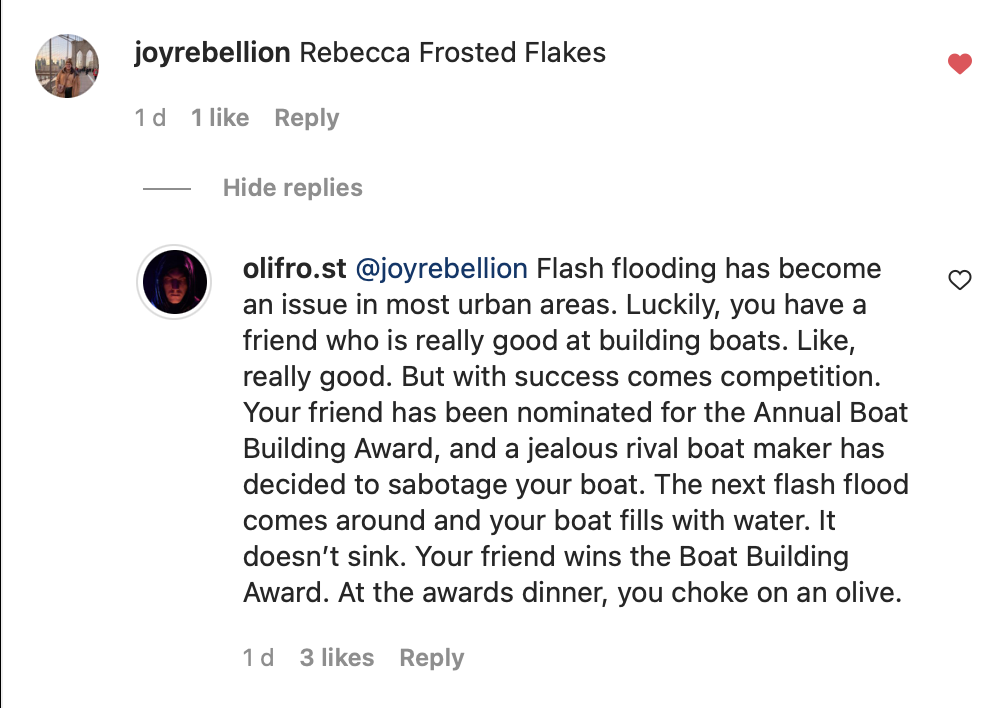 joyrebellion Rebecca Frosted Flakes
1 d 1 like Reply
Hide replies
olifro.st @joyrebellion Flash flooding has become
an issue in most urban areas. Luckily, you have a
friend who is really good at building boats. Like,
really good. But with success comes competition.
Your friend has been nominated for the Annual Boat
Building Award, and a jealous rival boat maker has
decided to sabotage your boat. The next flash flood
comes around and your boat fills with water. It
doesn’t sink. Your friend wins the Boat Building
Award. At the awards dinner, you choke on an olive.
1 d 3 likes Reply